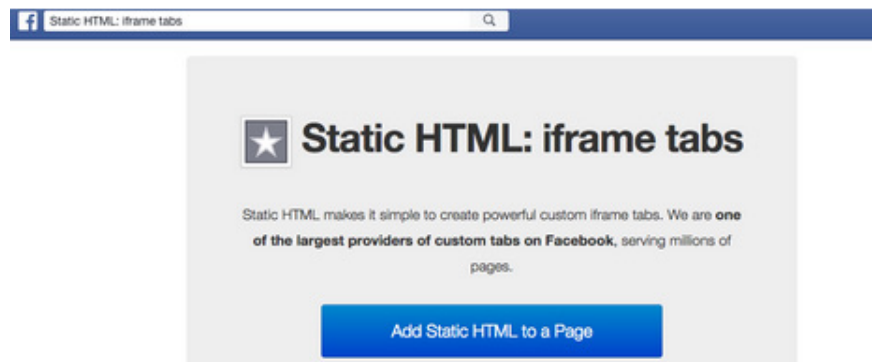 Static HTML: iframe tabs
Static HTML: iframe tabs
Static HTML makes it simple to create powerful custom iframe tabs. We are one
of the largest providers of custom tabs on Facebook, serving millions of
pages.
Add Static HTML to a Page